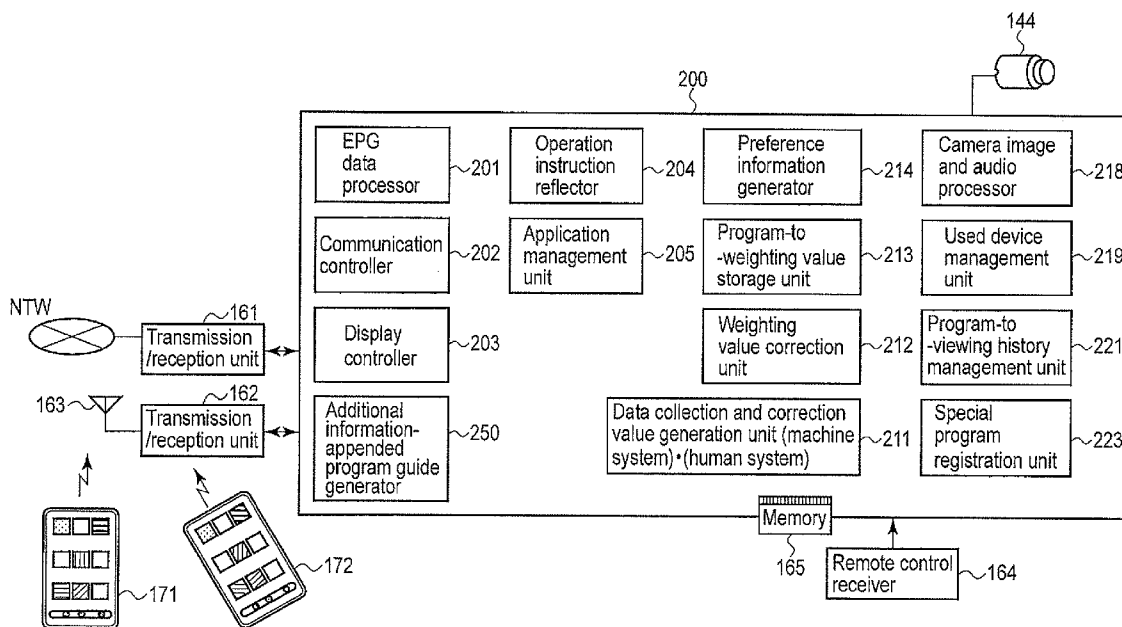 144
200
EPG
data
processor
201
Operation
instruction
reflector
204
Preference
information
generator
214
Camera image
and audio
processor
218
Communication
controller
202
Application
management
unit
205
Program-to
-weighting value
storage unit
213
Used device
management
unit
219
NTW
161
Transmission
/reception unit
Display
controller
203
Weighting
value correction
unit
212
Program-to
-viewing history
management unit
221
163
162
Transmission
/reception unit
Additional
information-
appended
program guide
generator
250
Data collection and correction
value generation unit (machine
system)•(human system)
211
Special
program
registration unit
223
Memory
165
Remote control
receiver
164
171
172